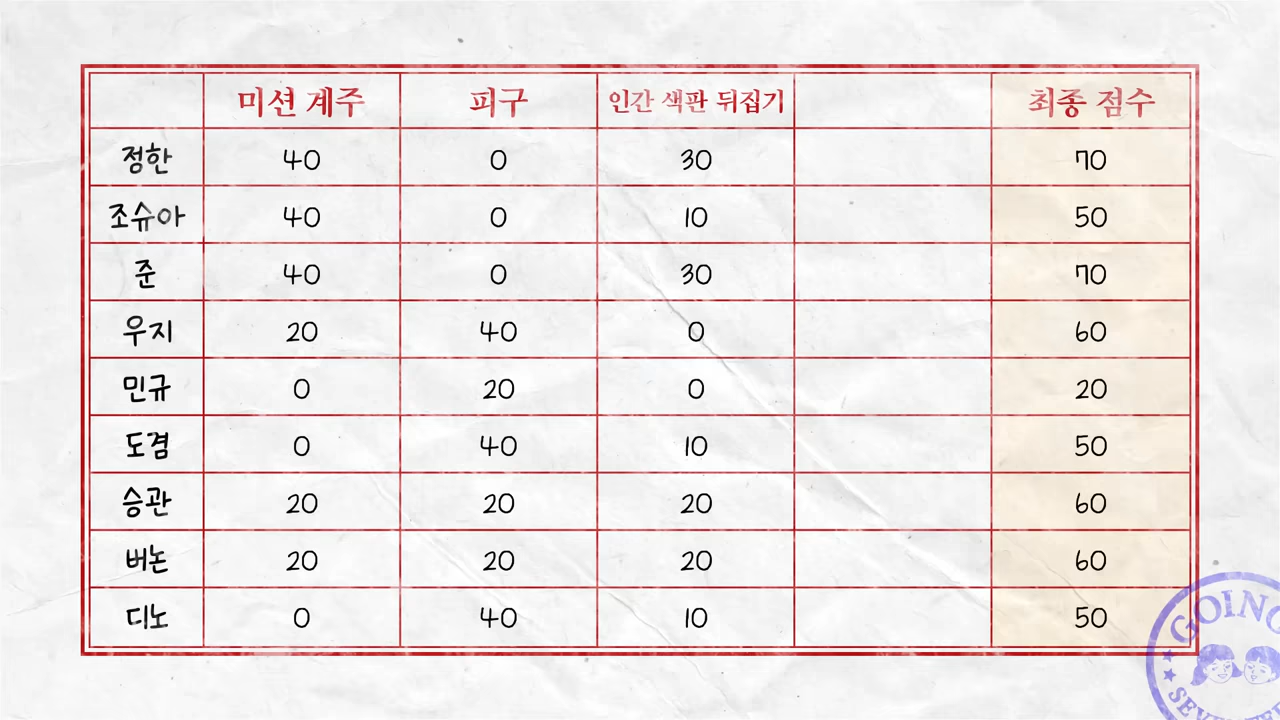 미션 계주 피구 인간 색판 뒤집기 최종 점수
정한 40 0 30 70
조슈아 40 0 10 50
준 40 0 30 70
우지 20 40 0 60
민규 0 20 0 20
도겸 0 40 10 50
승관 20 20 20 60
버논 20 20 20 60
디노 0 40 10 50